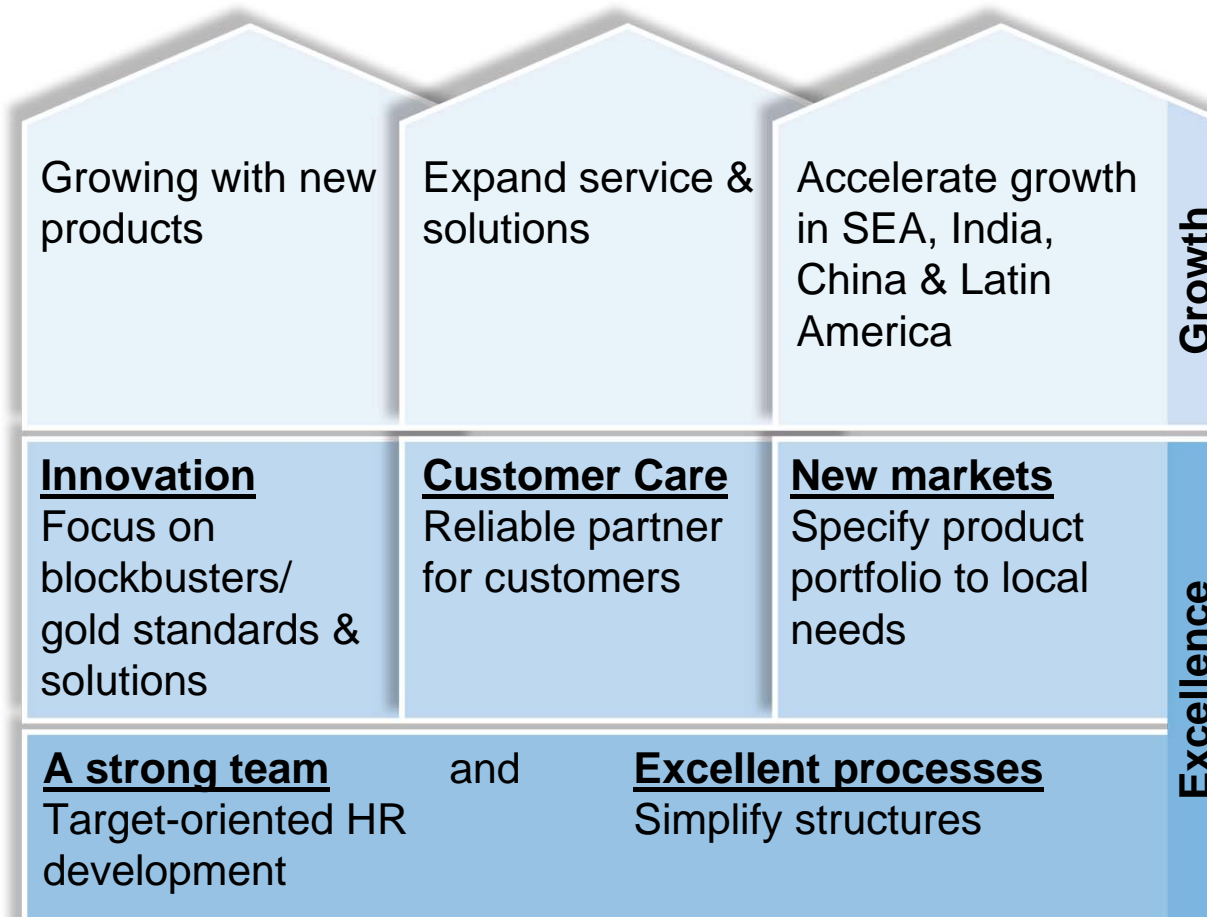 Growing with new
products
Expand service &
solutions
Accelerate growth
in SEA, India,
China & Latin
America
Growth
Innovation
Focus on
blockbusters/
gold standards &
solutions
Customer Care
Reliable partner
for customers
New markets
Specify product
portfolio to local
needs
Excellence
A strong team and Excellent processes
Target-oriented HR
development
Simplify structures